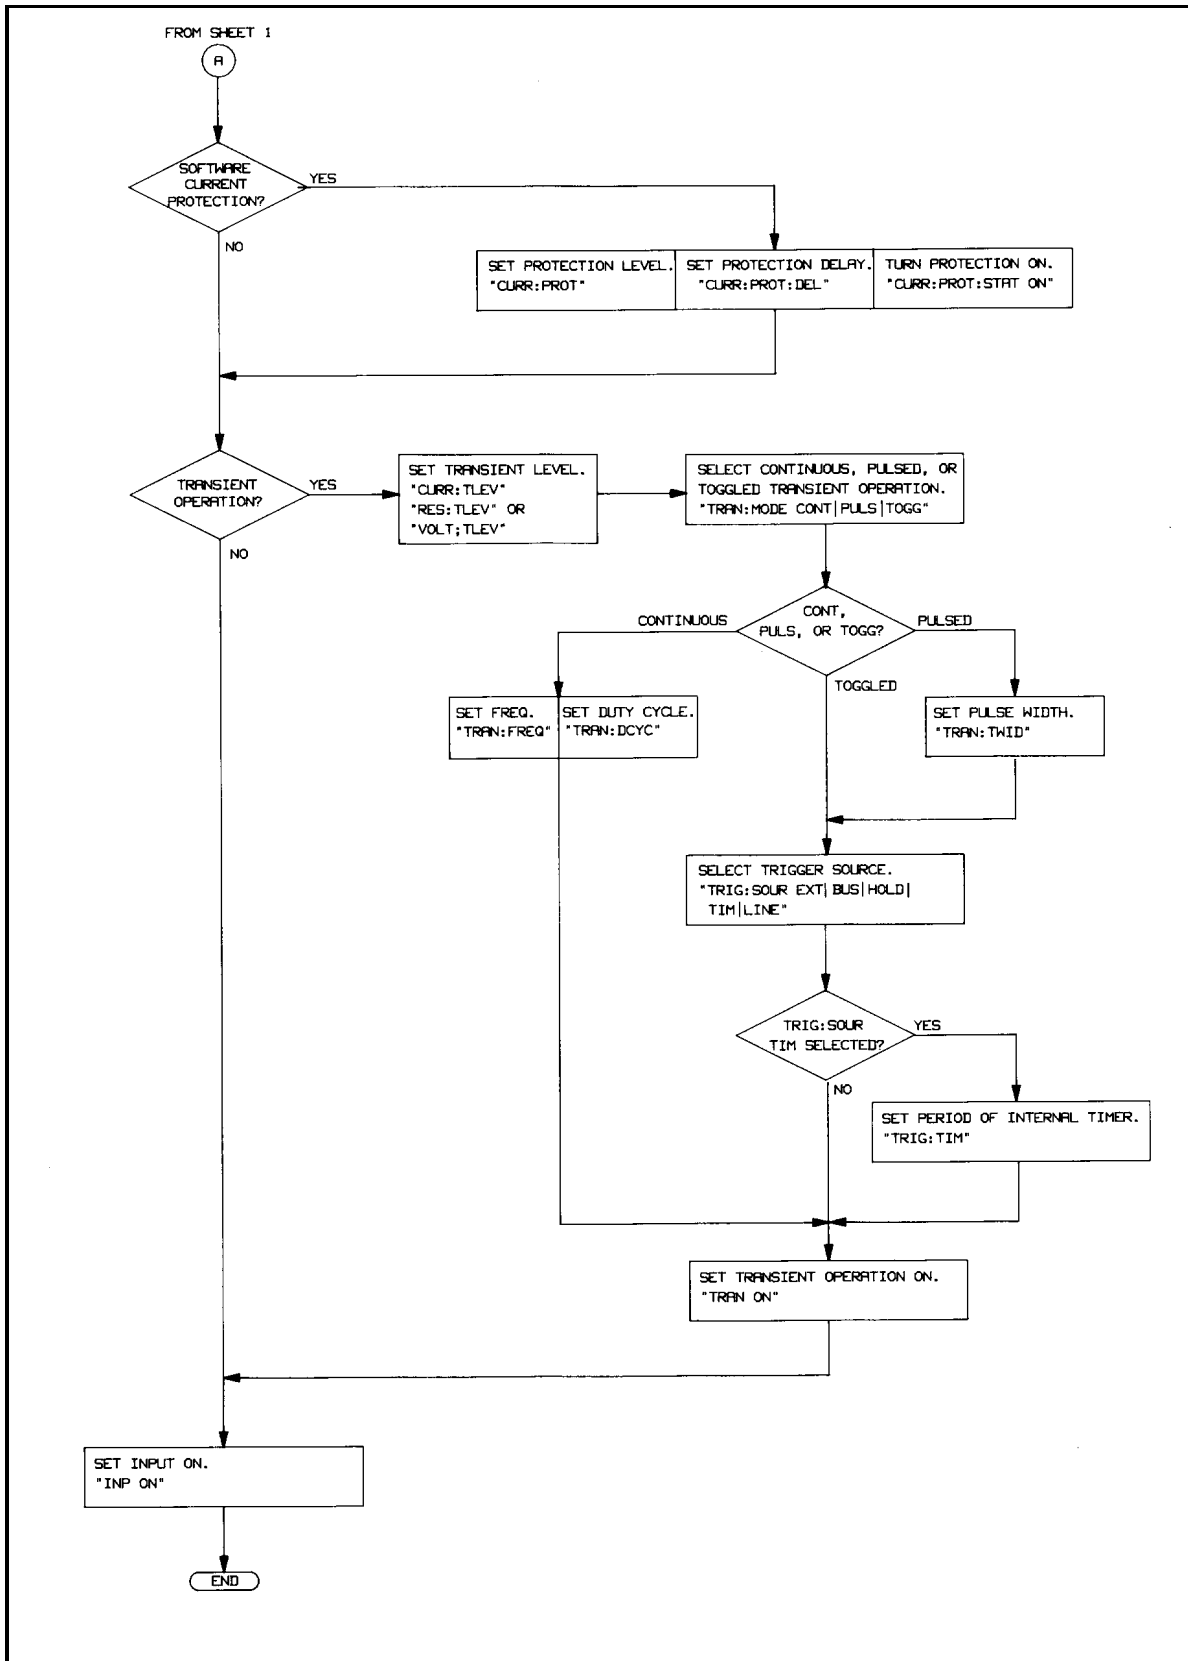 FROM SHEET 1
A
SOFTWARE
CURRENT
PROTECTION?
YES
NO
SET PROTECTION LEVEL.
"CURR:PROT"
SET PROTECTION DELAY.
"CURR:PROT:DEL"
TURN PROTECTION ON.
"CURR:PROT:STAT ON"
TRANSIENT
OPERATION?
YES
NO
SET TRANSIENT LEVEL.
"CURR:TLEV"
"RES:TLEV" OR
"VOLT;TLEV"
SELECT CONTINUOUS, PULSED, OR
TOGGLED TRANSIENT OPERATION.
"TRAN:MODE CONT|PULS|TOGG"
CONT,
PULS, OR TOGG?
CONTINUOUS
PULSED
TOGGLED
SET FREQ.
"TRAN:FREQ"
SET DUTY CYCLE.
"TRAN:DCYC"
SET PULSE WIDTH.
"TRAN:TWID"
SELECT TRIGGER SOURCE.
"TRIG:SOUR EXT|BUS|HOLD|
TIM|LINE"
TRIG:SOUR
TIM SELECTED?
YES
NO
SET PERIOD OF INTERNAL TIMER.
"TRIG:TIM"
SET TRANSIENT OPERATION ON.
"TRAN ON"
SET INPUT ON.
"INP ON"
END